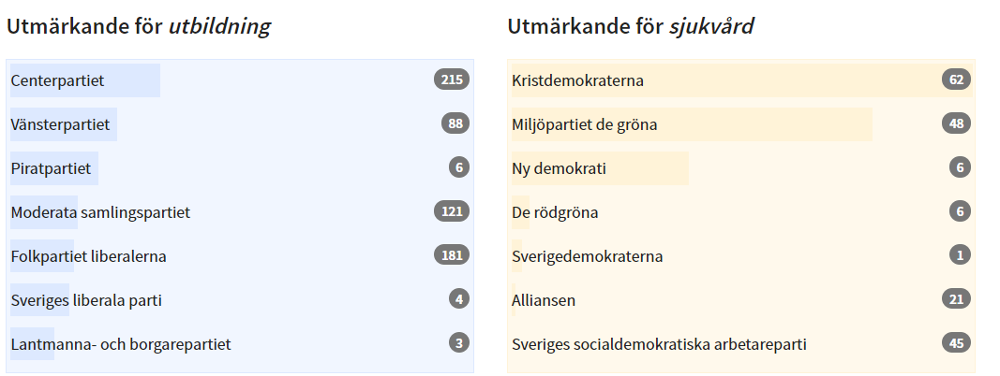 Utmärkande för utbildning
Centerpartiet 215
Vänsterpartiet 88
Piratpartiet 6
Moderata samlingspartiet 121
Folkpartiet liberalerna 181
Sveriges liberala parti 4
Lantmanna- och borgarepartiet 3
Utmärkande för sjukvård
Kristdemokraterna 62
Miljöpartiet de gröna 48
Ny demokrati 6
De rödgröna 6
Sverigedemokraterna 1
Alliansen 21
Sveriges socialdemokratiska arbetareparti 45